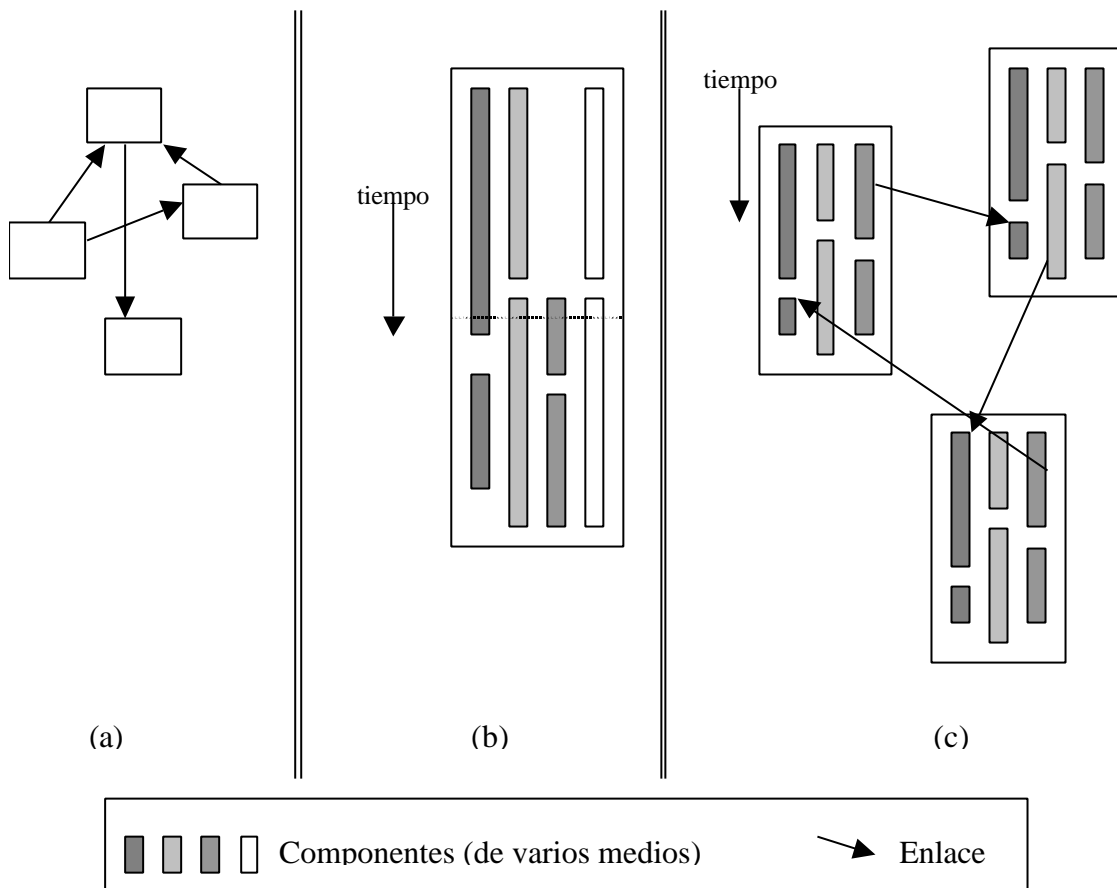 tiempo
tiempo
(a)
(b)
(c)
Componentes (de varios medios)
Enlace